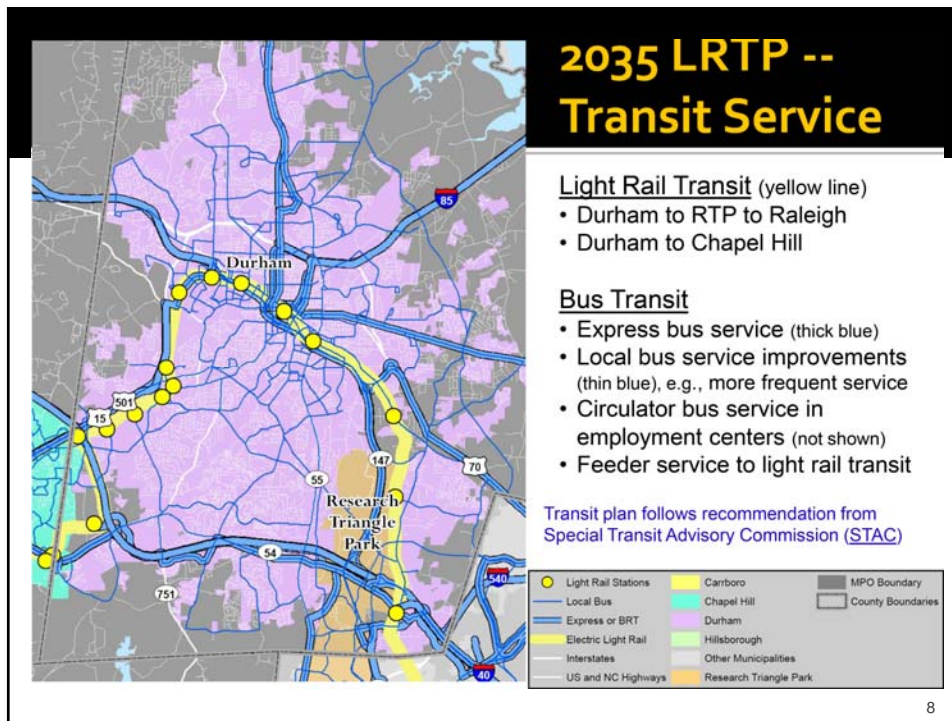 2035 LRTP --
Transit Service
Light Rail Transit (yellow line)
• Durham to RTP to Raleigh
• Durham to Chapel Hill
Bus Transit
• Express bus service (thick blue)
• Local bus service improvements
(thin blue), e.g., more frequent service
• Circulator bus service in
employment centers (not shown)
• Feeder service to light rail transit
Transit plan follows recommendation from
Special Transit Advisory Commission (STAC)
85
Durham
501
15
147
70
55
Research
Triangle
Park
54
540
751
40
Light Rail Stations
Local Bus
Express or BRT
Electric Light Rail
Interstates
US and NC Highways
Carrboro
Chapel Hill
Durham
Hillsborough
Other Municipalities
Research Triangle Park
MPO Boundary
County Boundaries
8